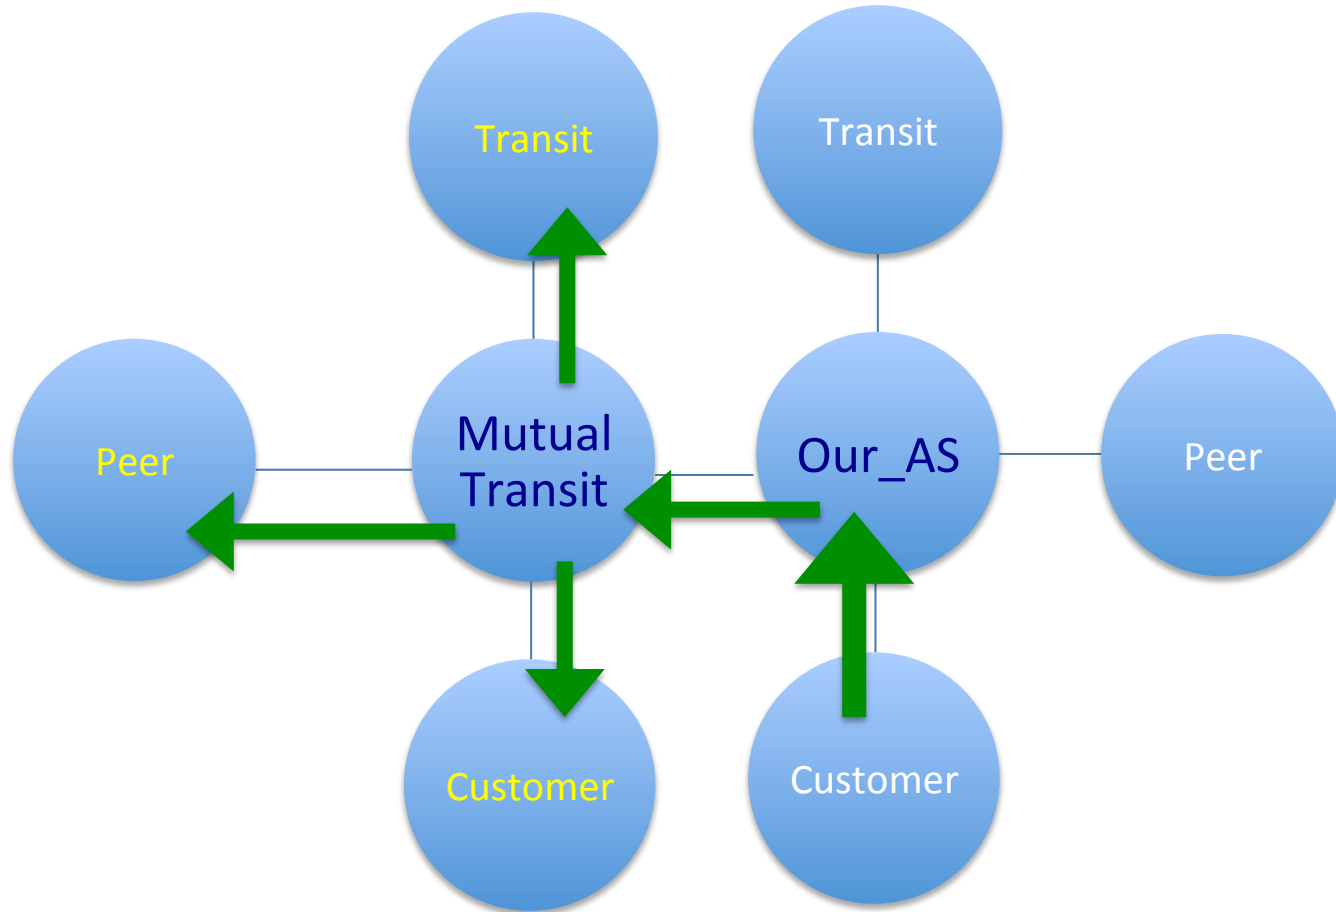 Transit
Transit
Peer
Mutual
Transit
Our_AS
Peer
Customer
Customer